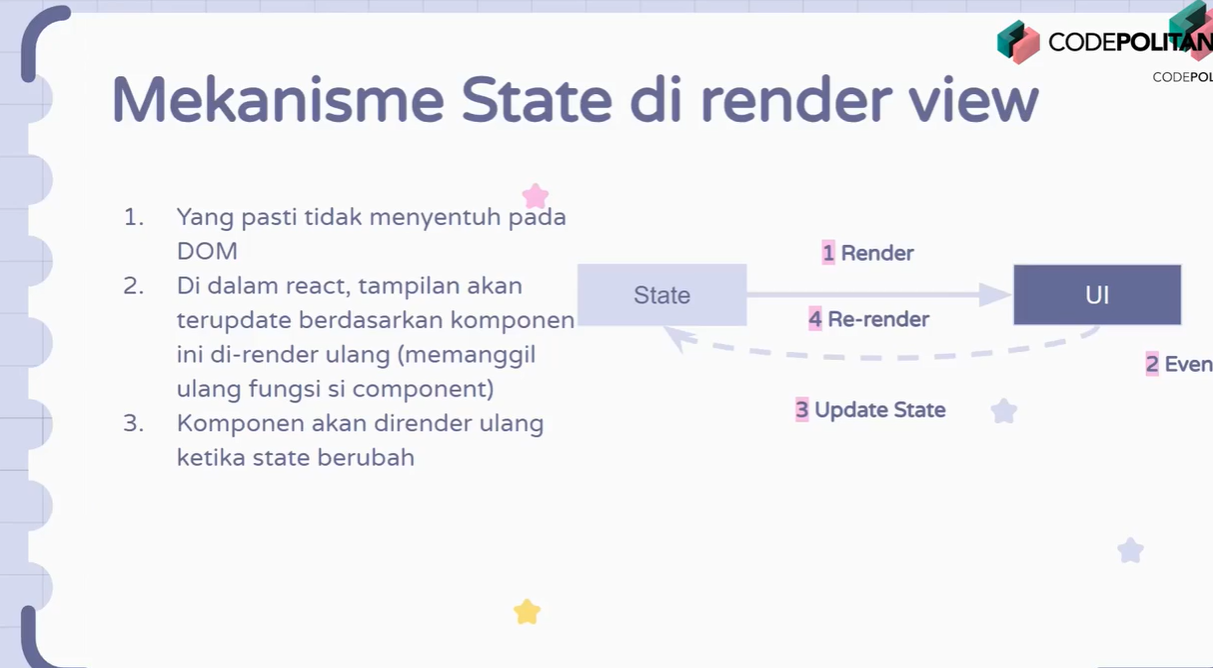 CODEPOLITAN
CODEPOL
Mekanisme State di render view
1. Yang pasti tidak menyentuh pada
DOM
2. Di dalam react, tampilan akan
terupdate berdasarkan komponen
ini di-render ulang (memanggil
ulang fungsi si component)
3. Komponen akan dirender ulang
ketika state berubah
1 Render
State
UI
4 Re-render
2 Even
3 Update State